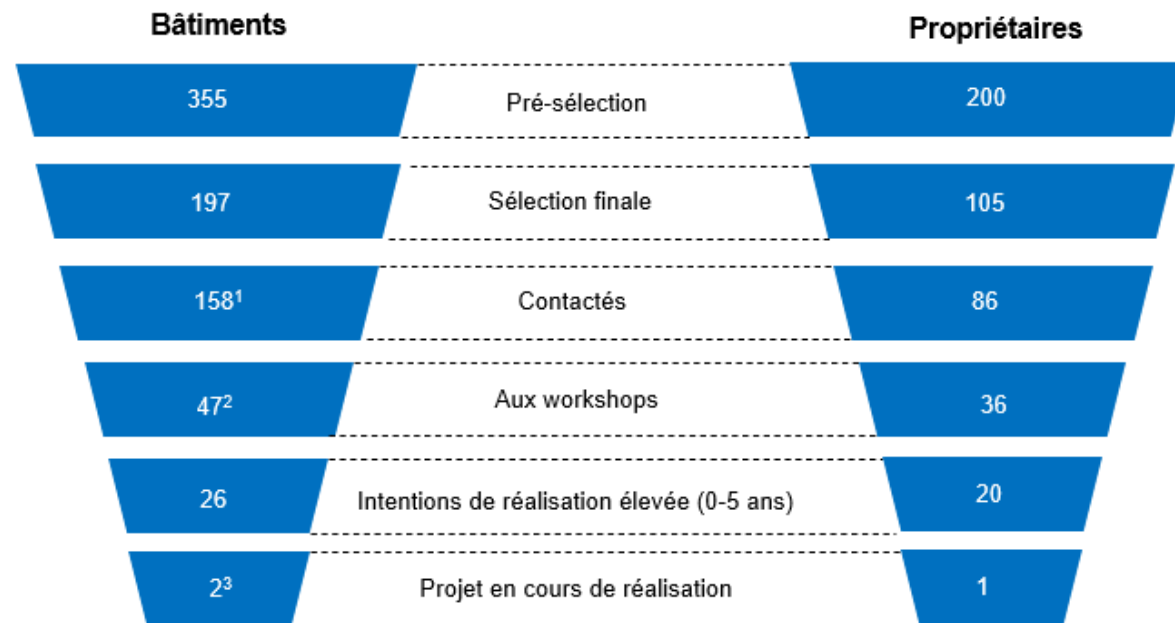 Bâtiments Propriétaires
355 Pré-sélection 200
197 Sélection finale 105
158¹ Contactés 86
47² Aux workshops 36
26 Intentions de réalisation élevée (0-5 ans) 20
2³ Projet en cours de réalisation 1